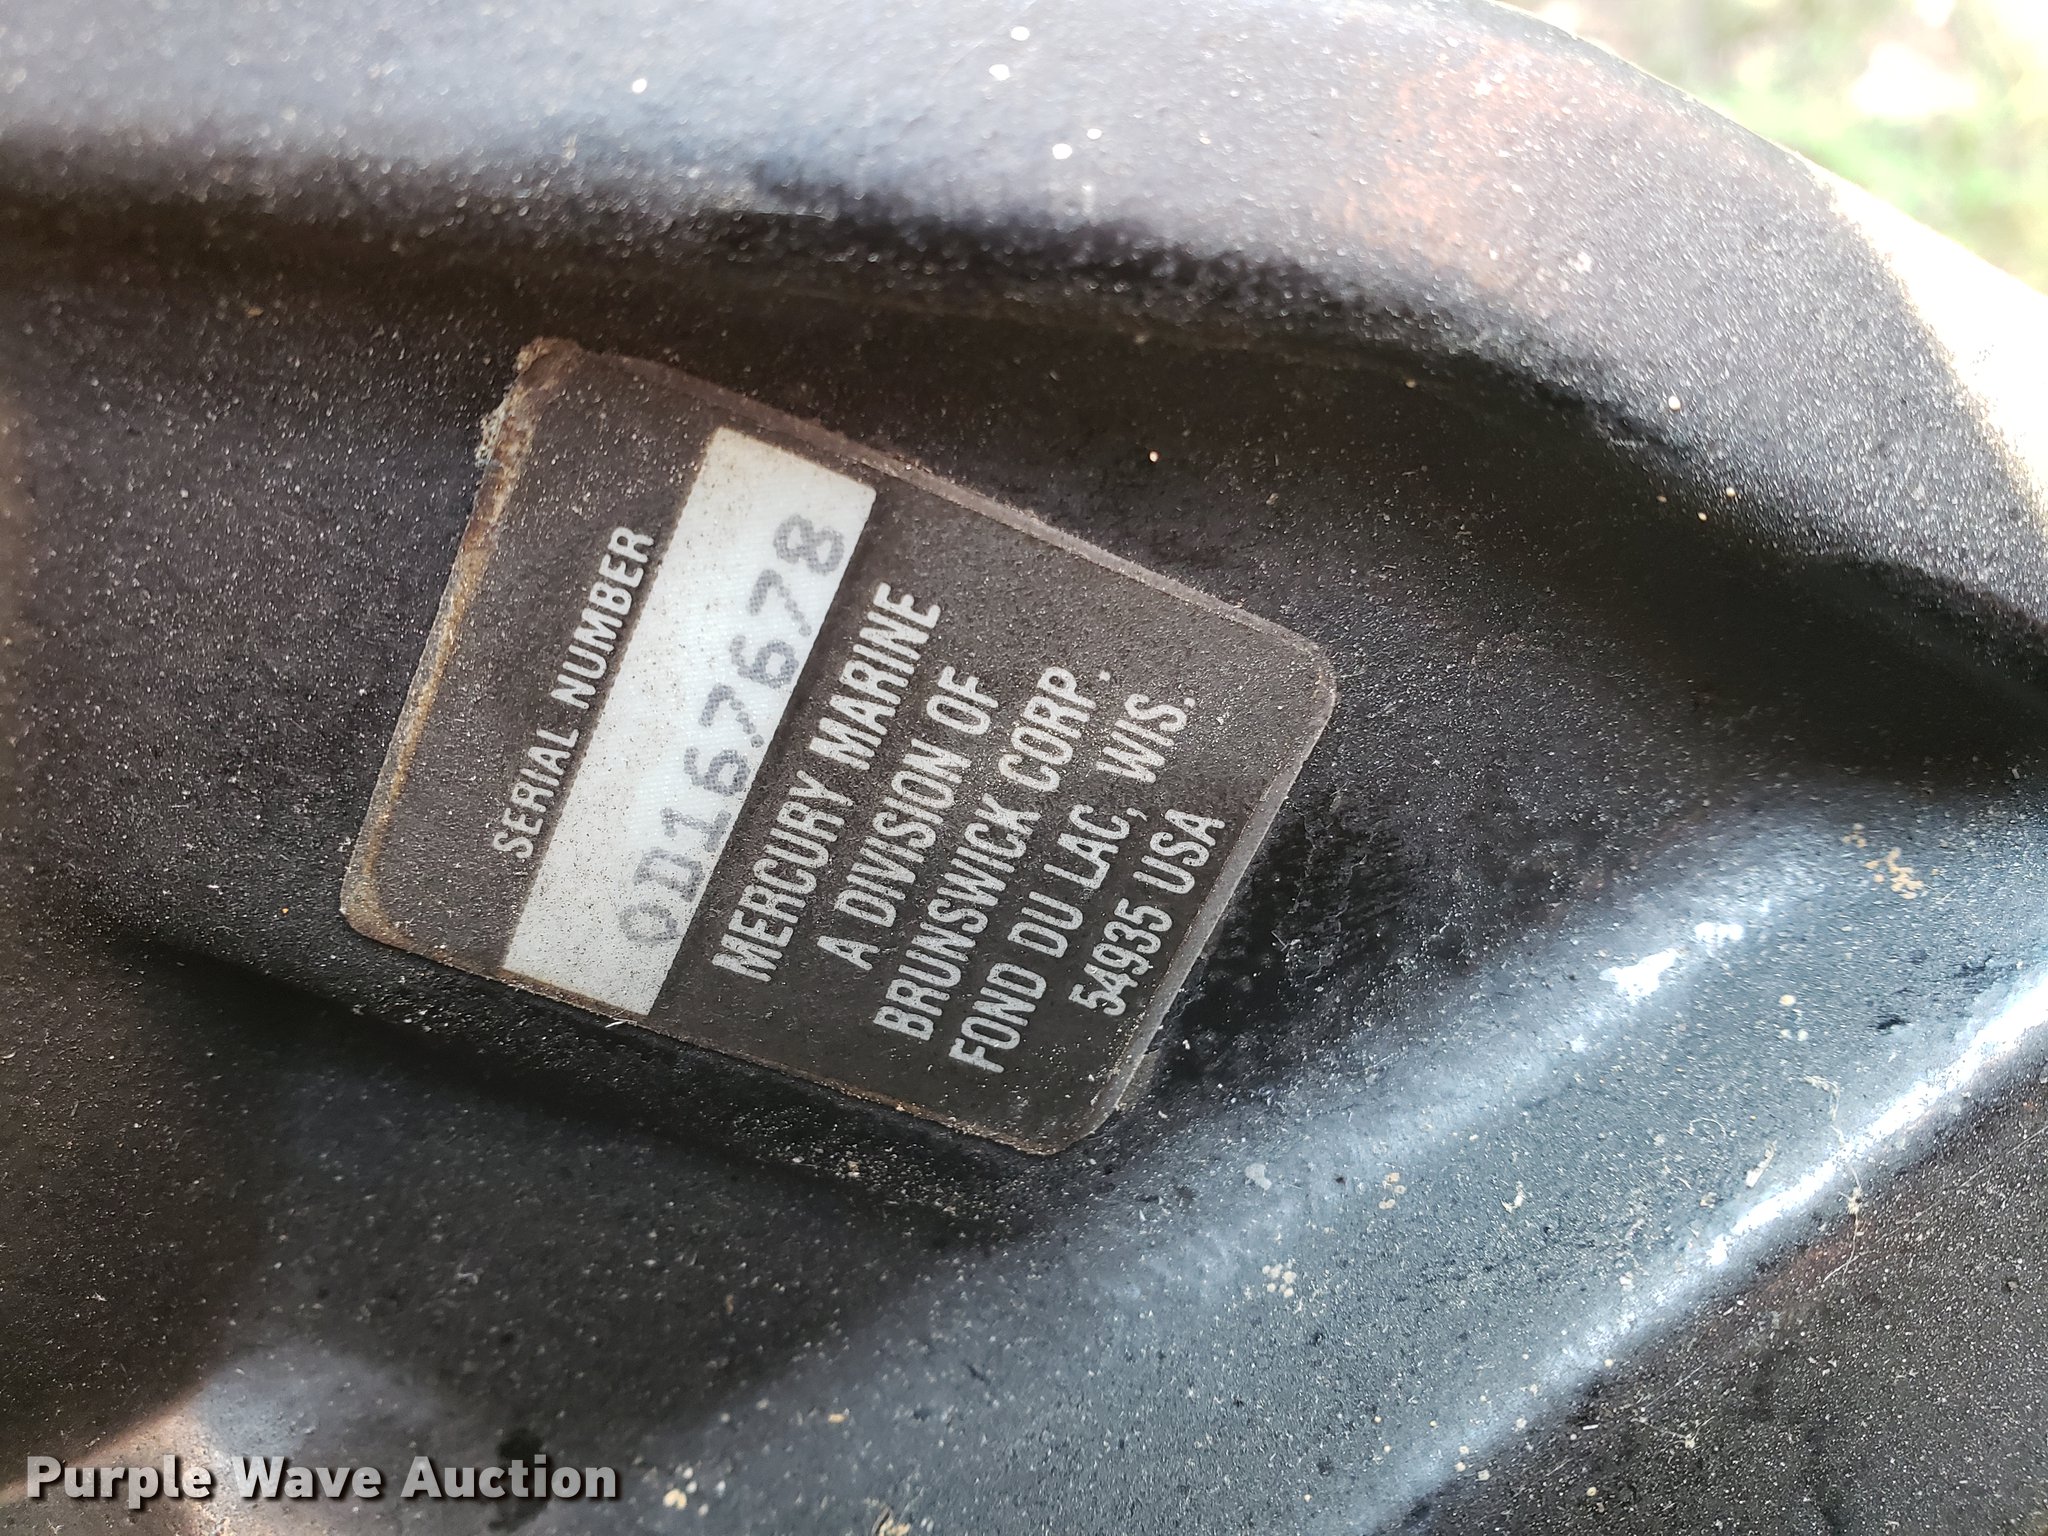 SERIAL NUMBER
0D167678
MERCURY MARINE
A DIVISION OF
BRUNSWICK CORP.
FOND DU LAC, WIS.
54935 USA
Purple Wave Auction